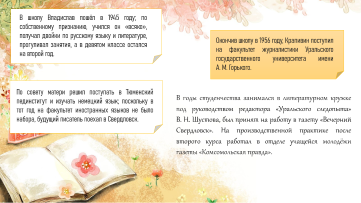 В школу Владислав пошёл в 1945 году; по
собственному признанию, учился он «всяко»,
получал двойки по русскому языку и литературе,
прогуливал занятия, а в девятом классе остался
на второй год.
По совету матери решил поступать в Тюменский
пединститут и изучать немецкий язык; поскольку в
тот год на факультет иностранных языков не было
набора, будущий писатель поехал в Свердловск.
Окончив школу в 1956 году, Крапивин поступил
на факультет журналистики Уральского
государственного университета имени
А. М. Горького.
В годы студенчества занимался в литературном кружке
под руководством редактора «Уральского следопыта»
В. Н. Шустова, был принят на работу в газету «Вечерний
Свердловск». На производственной практике после
второго курса работал в отделе учащейся молодёжи
газеты «Комсомольская правда».